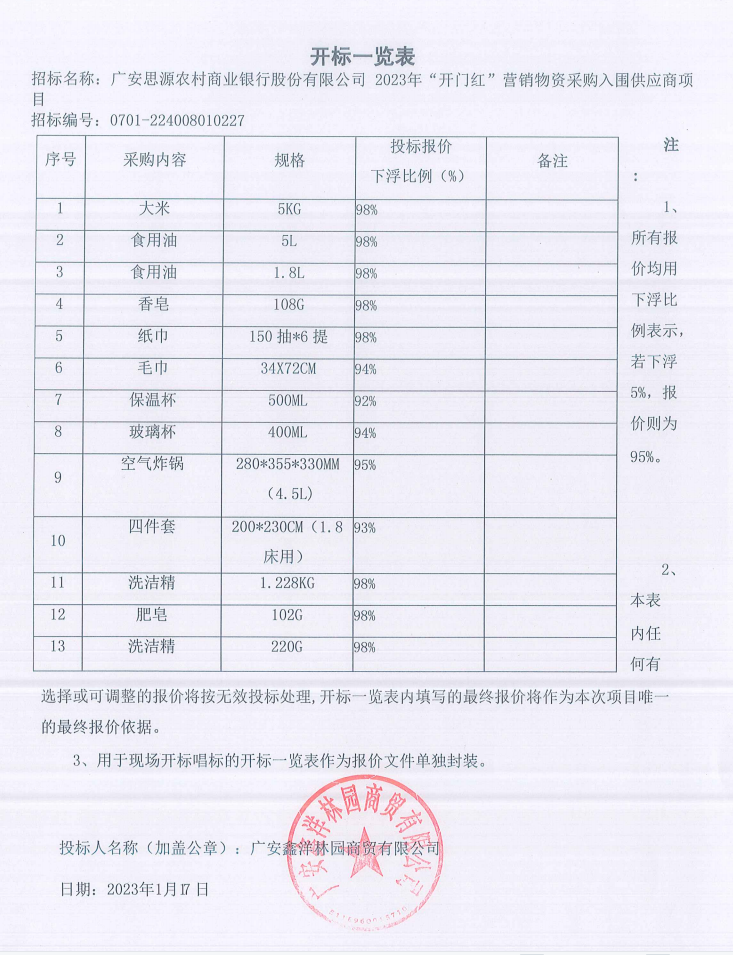 开标一览表
招标名称：广安思源农村商业银行股份有限公司 2023年“开门红”营销物资采购入围供应商项
目
招标编号：0701-224008010227
序号 采购内容 规格 投标报价 备注
下浮比例（%）
1 大米 5KG 98%
2 食用油 5L 98%
3 食用油 1.8L 98%
4 香皂 108G 98%
5 纸巾 150 抽*6 提 98%
6 毛巾 34X72CM 94%
7 保温杯 500ML 92%
8 玻璃杯 400ML 94%
9 空气炸锅 280*355*330MM 95%
（4.5L)
10 四件套 200*230CM（1.8 93%
床用）
11 洗洁精 1.228KG 98%
12 肥皂 102G 98%
13 洗洁精 220G 98%
注
：
1、
所有报
价均用
下浮比
例表示，
若下浮
5%，报
价则为
95%。
2、
本表
内任
何有
选择或可调整的报价将按无效投标处理,开标一览表内填写的最终报价将作为本次项目唯一
的最终报价依据。
3、用于现场开标唱标的开标一览表作为报价文件单独封装。
投标人名称（加盖公章）：广安鑫洋林园商贸有限公司
日期：2023年1月17日
广安鑫洋林园商贸有限公司